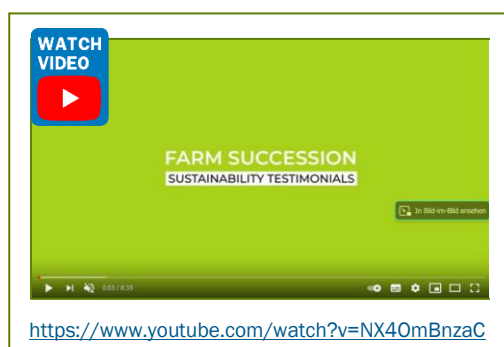 WATCH
VIDEO
FARM SUCCESSION
SUSTAINABILITY TESTIMONIALS
In Bild-im-Bild ansehen
0:03 / 8:35
https://www.youtube.com/watch?v=NX4OmBnzaC